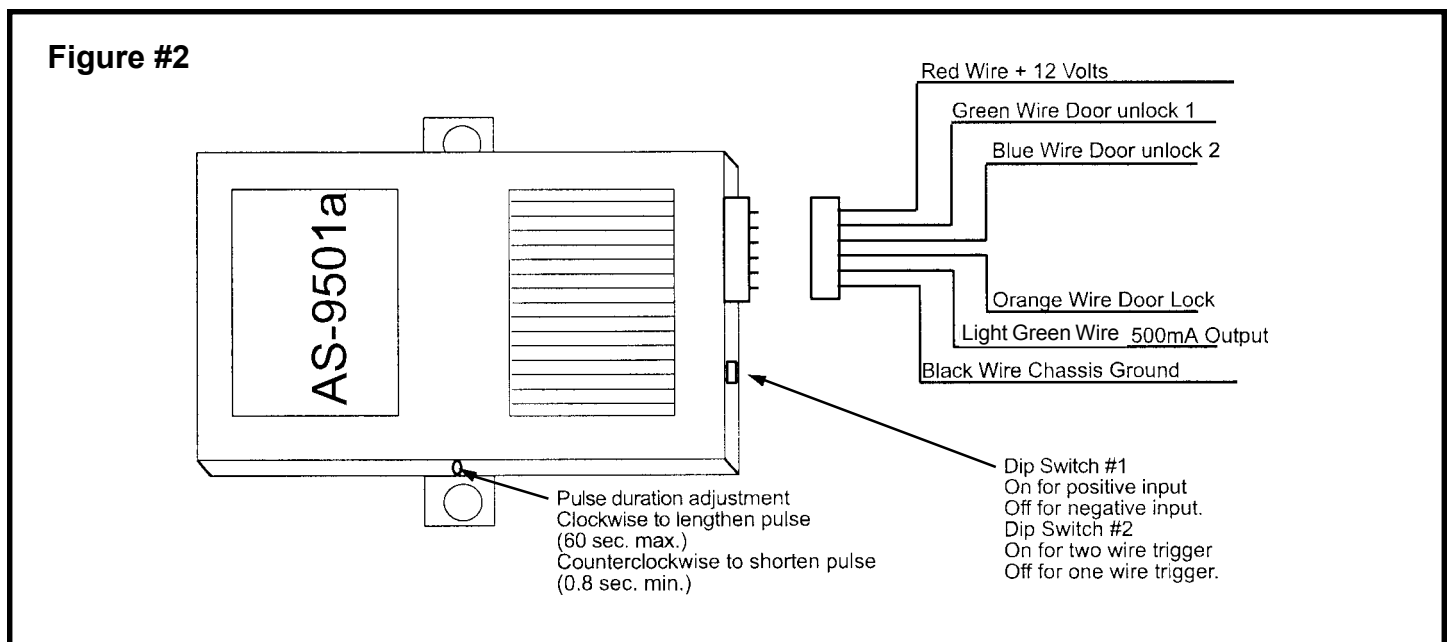 Figure #2
Red Wire + 12 Volts
Green Wire Door unlock 1
Blue Wire Door unlock 2
AS-9501a
Orange Wire Door Lock
Light Green Wire 500mA Output
Black Wire Chassis Ground
Pulse duration adjustment
Clockwise to lengthen pulse
(60 sec. max.)
Counterclockwise to shorten pulse
(0.8 sec. min.)
Dip Switch #1
On for positive input
Off for negative input.
Dip Switch #2
On for two wire trigger
Off for one wire trigger.